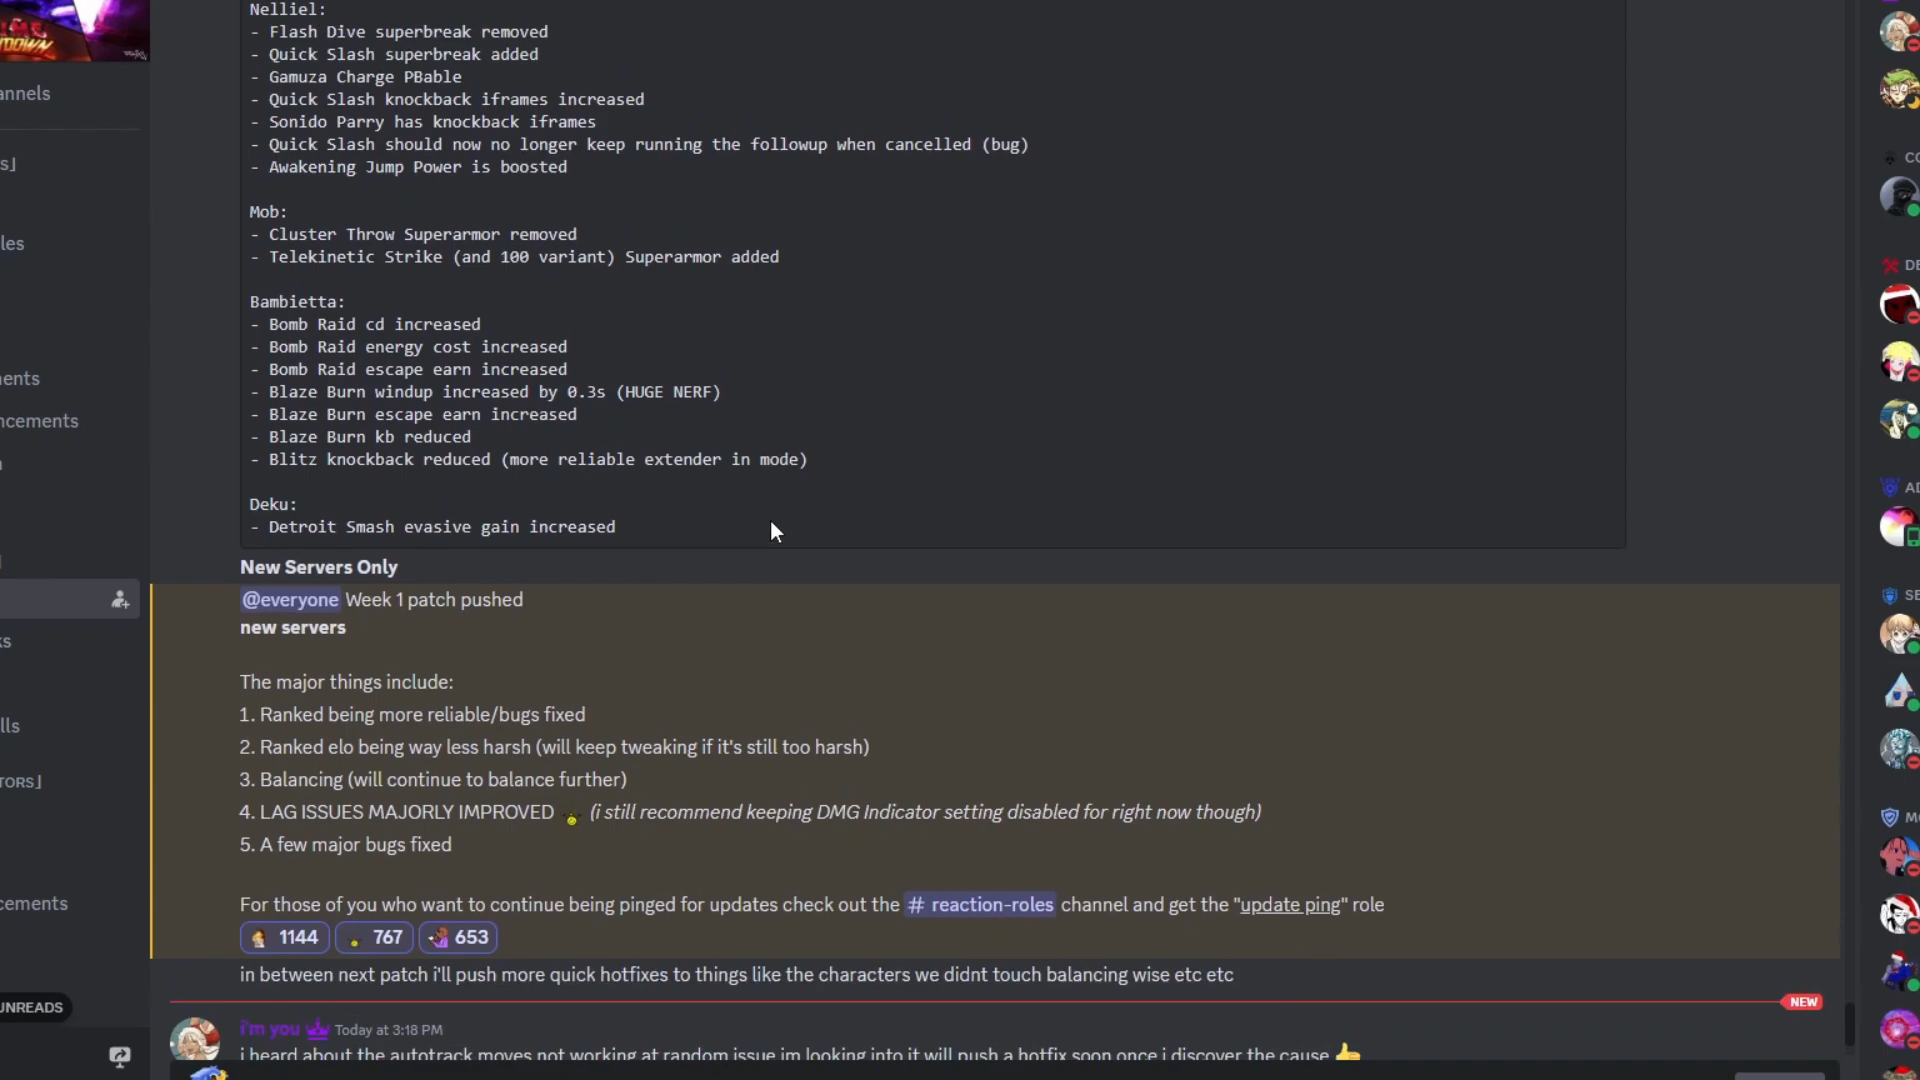 Nelliel:
- Flash Dive superbreak removed
- Quick Slash superbreak added
- Gamuza Charge PBable
- Quick Slash knockback iframes increased
- Sonido Parry has knockback iframes
- Quick Slash should now no longer keep running the followup when cancelled (bug)
- Awakening Jump Power is boosted
Mob:
- Cluster Throw Superarmor removed
- Telekinetic Strike (and 100 variant) Superarmor added
Bambietta:
- Bomb Raid cd increased
- Bomb Raid energy cost increased
- Bomb Raid escape earn increased
- Blaze Burn windup increased by 0.3s (HUGE NERF)
- Blaze Burn escape earn increased
- Blaze Burn kb reduced
- Blitz knockback reduced (more reliable extender in mode)
Deku:
- Detroit Smash evasive gain increased
New Servers Only
@everyone Week 1 patch pushed
new servers
The major things include:
1. Ranked being more reliable/bugs fixed
2. Ranked elo being way less harsh (will keep tweaking if it's still too harsh)
3. Balancing (will continue to balance further)
4. LAG ISSUES MAJORLY IMPROVED (i still recommend keeping DMG Indicator setting disabled for right now though)
5. A few major bugs fixed
For those of you who want to continue being pinged for updates check out the # reaction-roles channel and get the "update ping" role
1144 767 653
in between next patch i'll push more quick hotfixes to things like the characters we didnt touch balancing wise etc etc
NEW
i'm you Today at 3:18 PM
i heard about the autotrack moves not working at random issue im looking into it will push a hotfix soon once i discover the cause
annels
s]
les
ents
ncements
ks
lls
TORS]
cements
UNREADS
CO
DE
AD
SE
MO